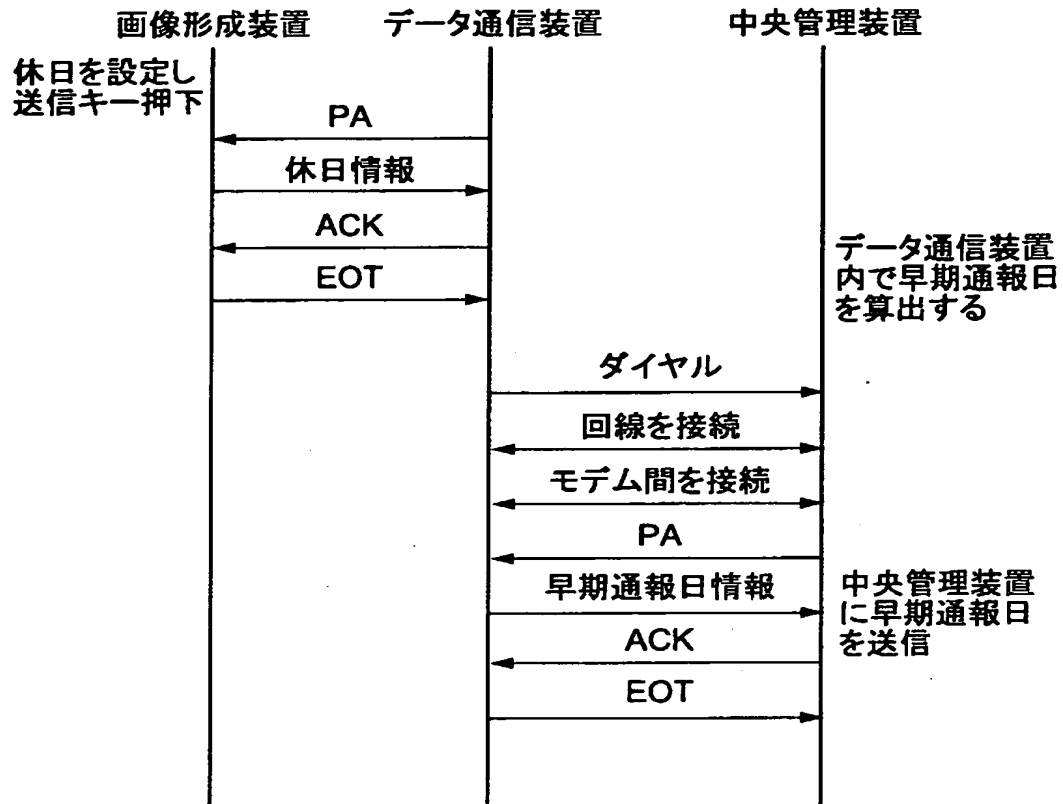 画像形成装置
データ通信装置
中央管理装置
休日を設定し
送信キー押下
PA
休日情報
ACK
EOT
データ通信装置
内で早期通報日
を算出する
ダイヤル
回線を接続
モデム間を接続
PA
早期通報日情報
中央管理装置
に早期通報日
を送信
ACK
EOT